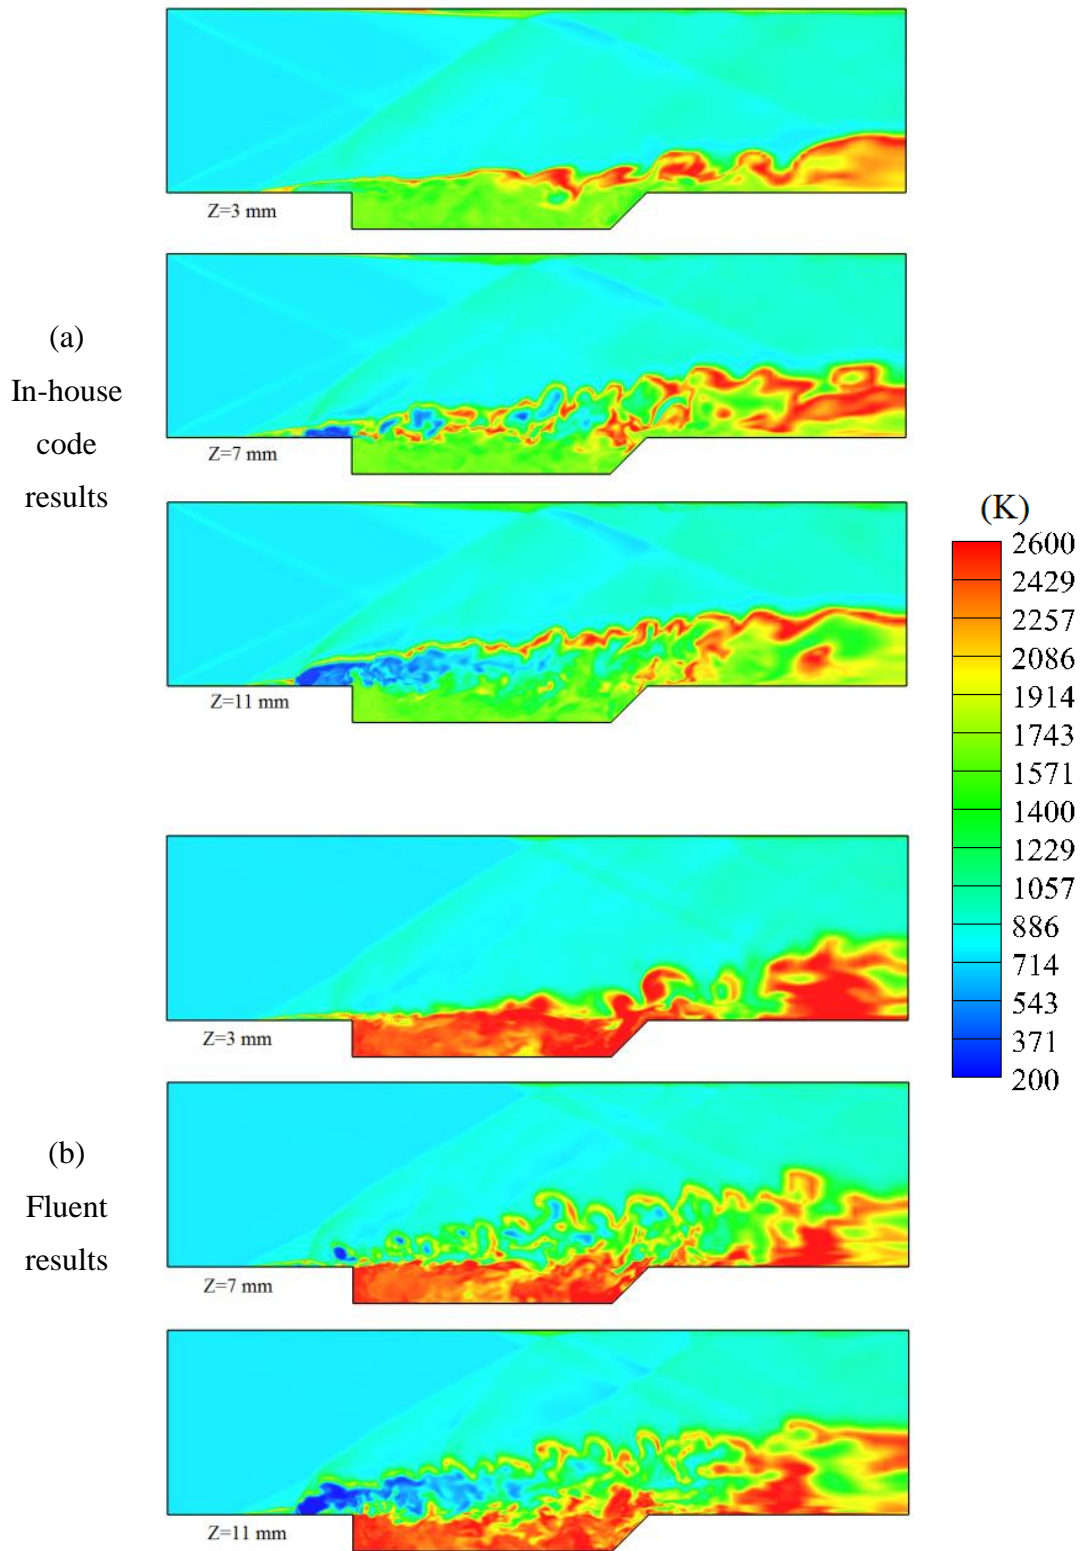 Z=3 mm
Z=7 mm
(a)
In-house
code
results
Z=11 mm
(K)
2600
2429
2257
2086
1914
1743
1571
1400
1229
1057
886
714
543
371
200
Z=3 mm
(b)
Fluent
results
Z=7 mm
Z=11 mm